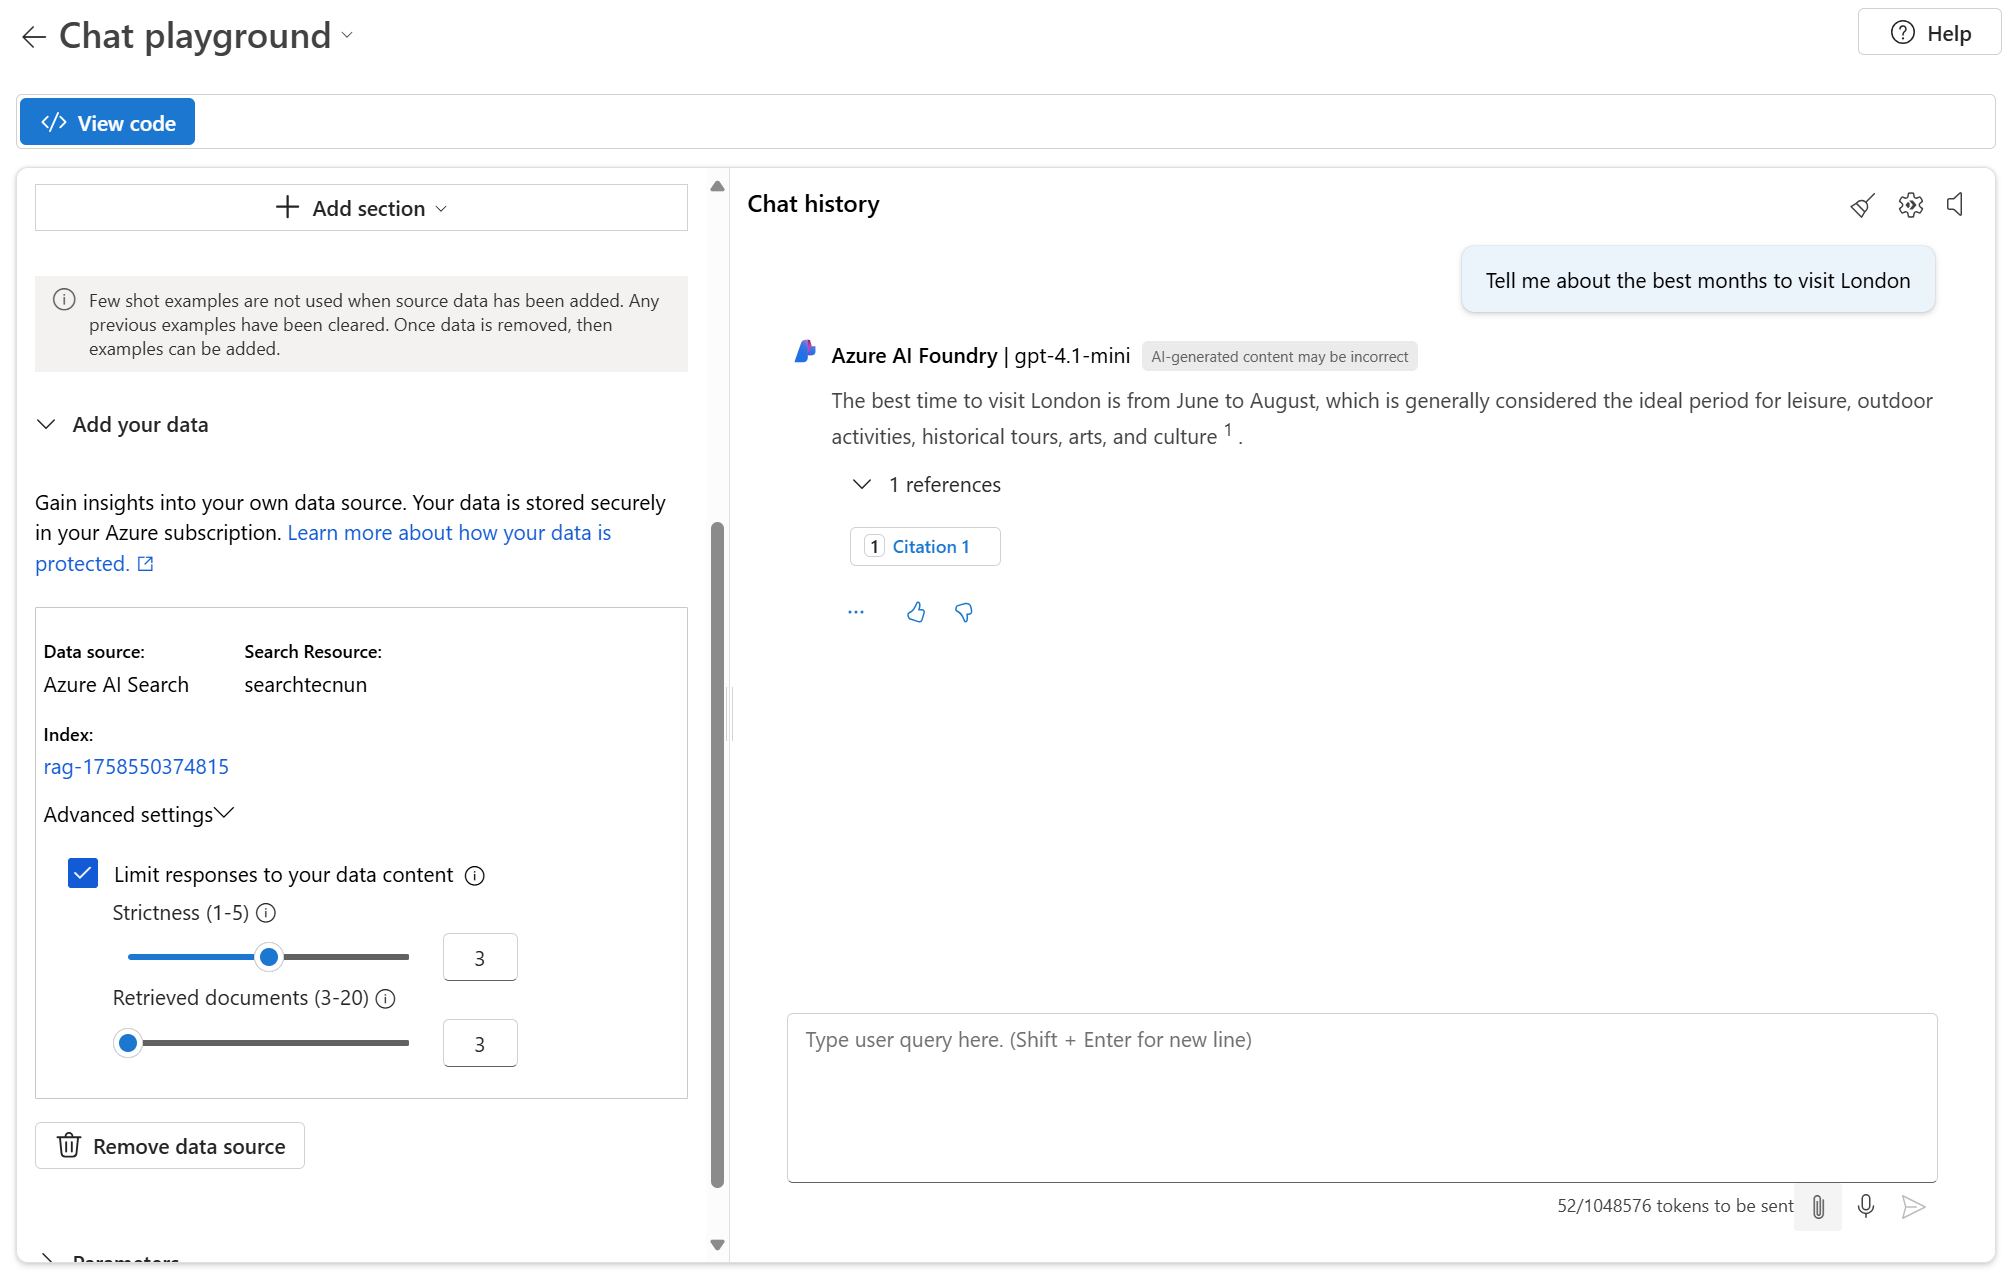 Chat playground
Help
</> View code
Add section
Few shot examples are not used when source data has been added. Any
previous examples have been cleared. Once data is removed, then
examples can be added.
Add your data
Gain insights into your own data source. Your data is stored securely
in your Azure subscription. Learn more about how your data is
protected.
Data source:
Azure AI Search
Search Resource:
searchtecnun
Index:
rag-1758550374815
Advanced settings
Limit responses to your data content
Strictness (1-5)
3
Retrieved documents (3-20)
3
Remove data source
Parameters
Chat history
Tell me about the best months to visit London
Azure AI Foundry | gpt-4.1-mini AI-generated content may be incorrect
The best time to visit London is from June to August, which is generally considered the ideal period for leisure, outdoor
activities, historical tours, arts, and culture 1 .
1 references
1 Citation 1
Type user query here. (Shift + Enter for new line)
52/1048576 tokens to be sent